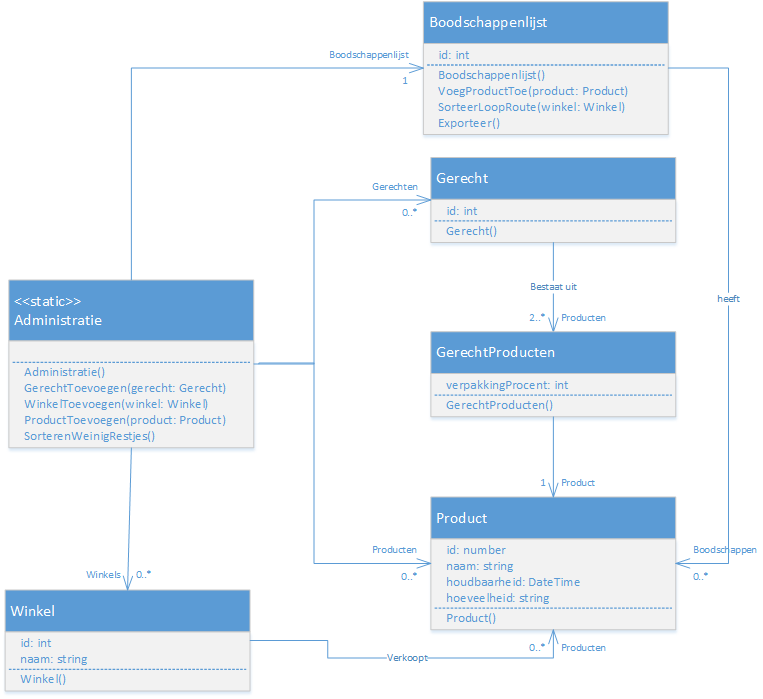 Boodschappenlijst
id: int
Boodschappenlijst()
VoegProductToe(product: Product)
SorteerLoopRoute(winkel: Winkel)
Exporteer()
Boodschappenlijst
1
Gerecht
id: int
Gerecht()
Gerechten
0..*
heeft
Bestaat uit
2..* Producten
<<static>>
Administratie
Administratie()
GerechtToevoegen(gerecht: Gerecht)
WinkelToevoegen(winkel: Winkel)
ProductToevoegen(product: Product)
SorterenWeinigRestjes()
GerechtProducten
verpakkingProcent: int
GerechtProducten()
1 Product
Product
id: number
naam: string
houdbaarheid: DateTime
hoeveelheid: string
Product()
Producten
0..*
Boodschappen
0..*
Winkels 0..*
Winkel
id: int
naam: string
Winkel()
Verkoopt
0..* Producten